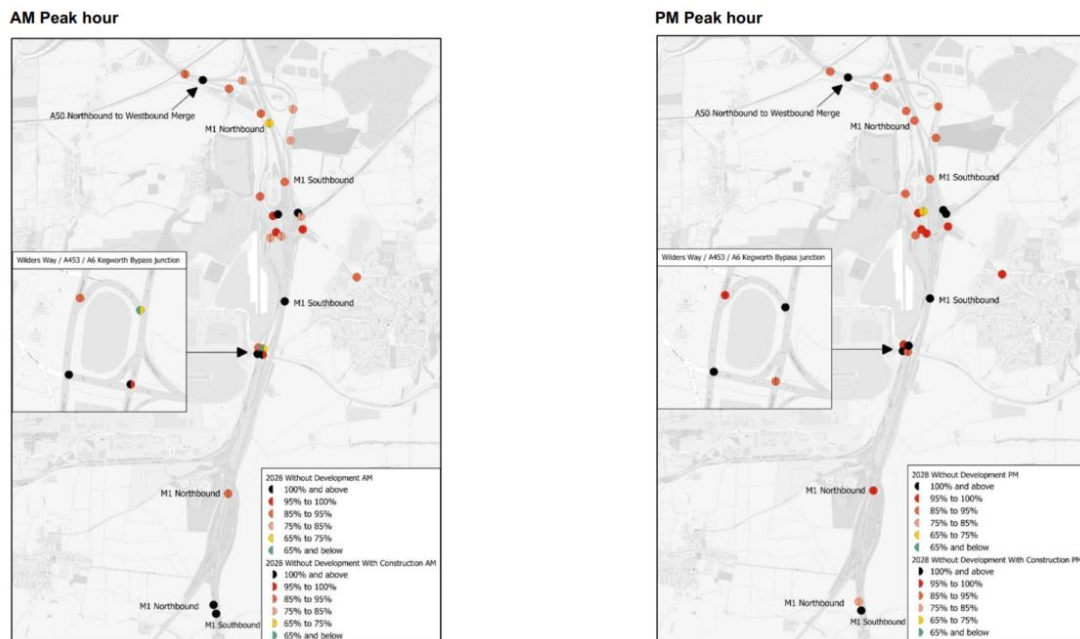 AM Peak hour
A50 Northbound to Westbound Merge
M1 Northbound
M1 Southbound
Wilders Way / A453 / A6 Kegworth Bypass junction
M1 Southbound
M1 Northbound
M1 Northbound
M1 Southbound
2028 Without Development AM
100% and above
95% to 100%
85% to 95%
75% to 85%
65% to 75%
65% and below
2028 Without Development With Construction AM
100% and above
95% to 100%
85% to 95%
75% to 85%
65% to 75%
65% and below
PM Peak hour
A50 Northbound to Westbound Merge
M1 Northbound
M1 Southbound
Wilders Way / A453 / A6 Kegworth Bypass junction
M1 Southbound
M1 Northbound
M1 Northbound
M1 Southbound
2028 Without Development PM
100% and above
95% to 100%
85% to 95%
75% to 85%
65% to 75%
65% and below
2028 Without Development With Construction PM
100% and above
95% to 100%
85% to 95%
75% to 85%
65% to 75%
65% and below